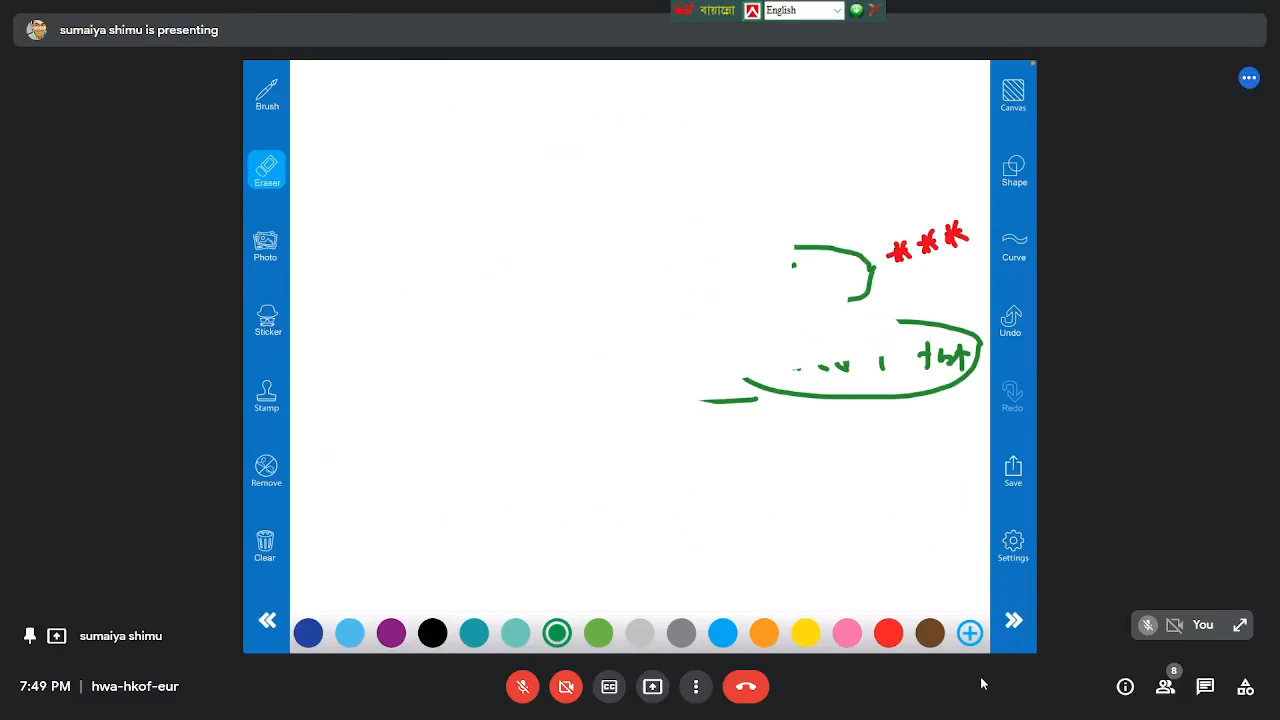 বায়ান্নো English
sumaiya shimu is presenting
Brush
Canvas
Eraser
Shape
***
Photo
Curve
Sticker
Undo
Stamp
Redo
Remove
Save
Clear
Settings
sumaiya shimu
You
7:49 PM | hwa-hkof-eur
CC
8